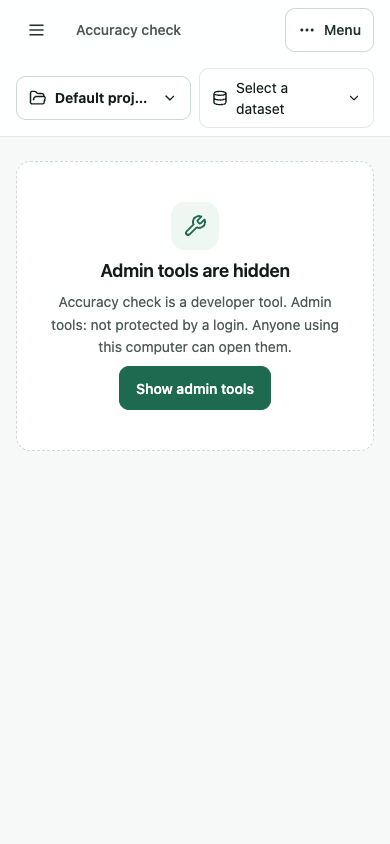 Accuracy check
Menu
Default proj...
Select a
dataset
Admin tools are hidden
Accuracy check is a developer tool. Admin
tools: not protected by a login. Anyone using
this computer can open them.
Show admin tools